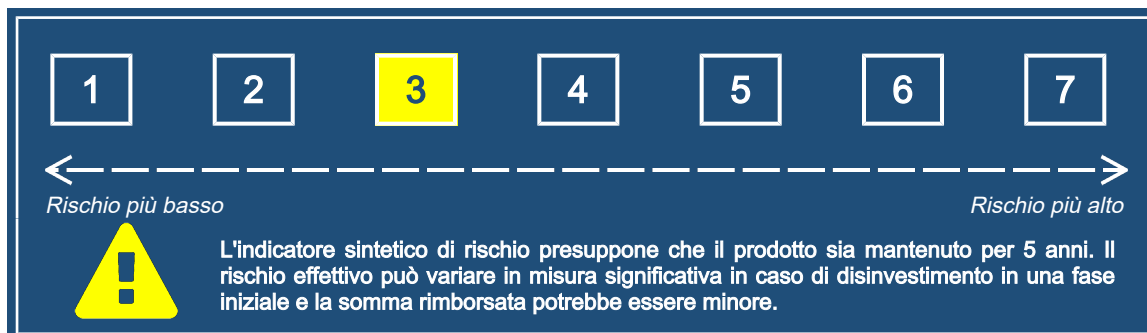 1 2 3 4 5 6 7
Rischio più basso Rischio più alto
L'indicatore sintetico di rischio presuppone che il prodotto sia mantenuto per 5 anni. Il
rischio effettivo può variare in misura significativa in caso di disinvestimento in una fase
iniziale e la somma rimborsata potrebbe essere minore.